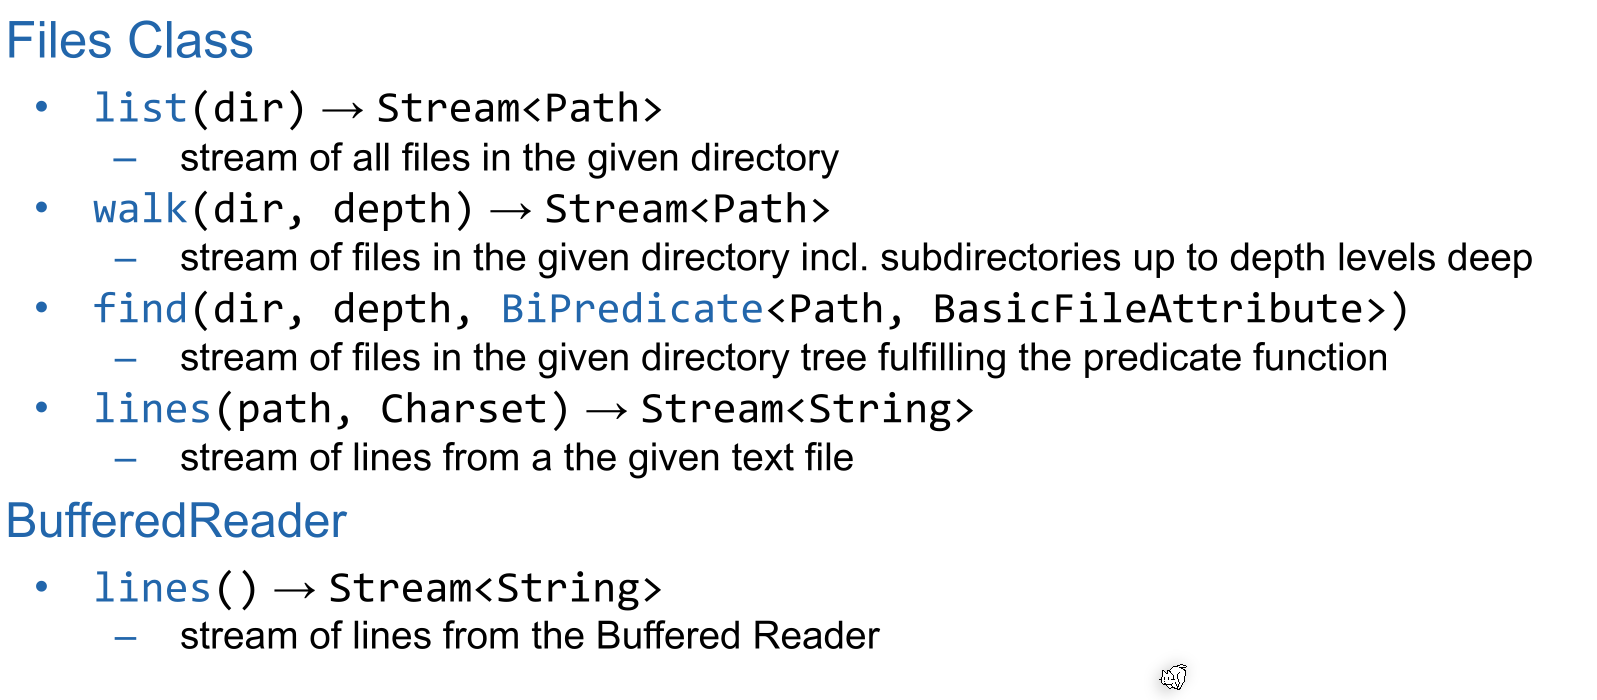 Files Class
• list(dir) → Stream<Path>
– stream of all files in the given directory
• walk(dir, depth) → Stream<Path>
– stream of files in the given directory incl. subdirectories up to depth levels deep
• find(dir, depth, BiPredicate<Path, BasicFileAttribute>)
– stream of files in the given directory tree fulfilling the predicate function
• lines(path, Charset) → Stream<String>
– stream of lines from a the given text file
BufferedReader
• lines() → Stream<String>
– stream of lines from the Buffered Reader